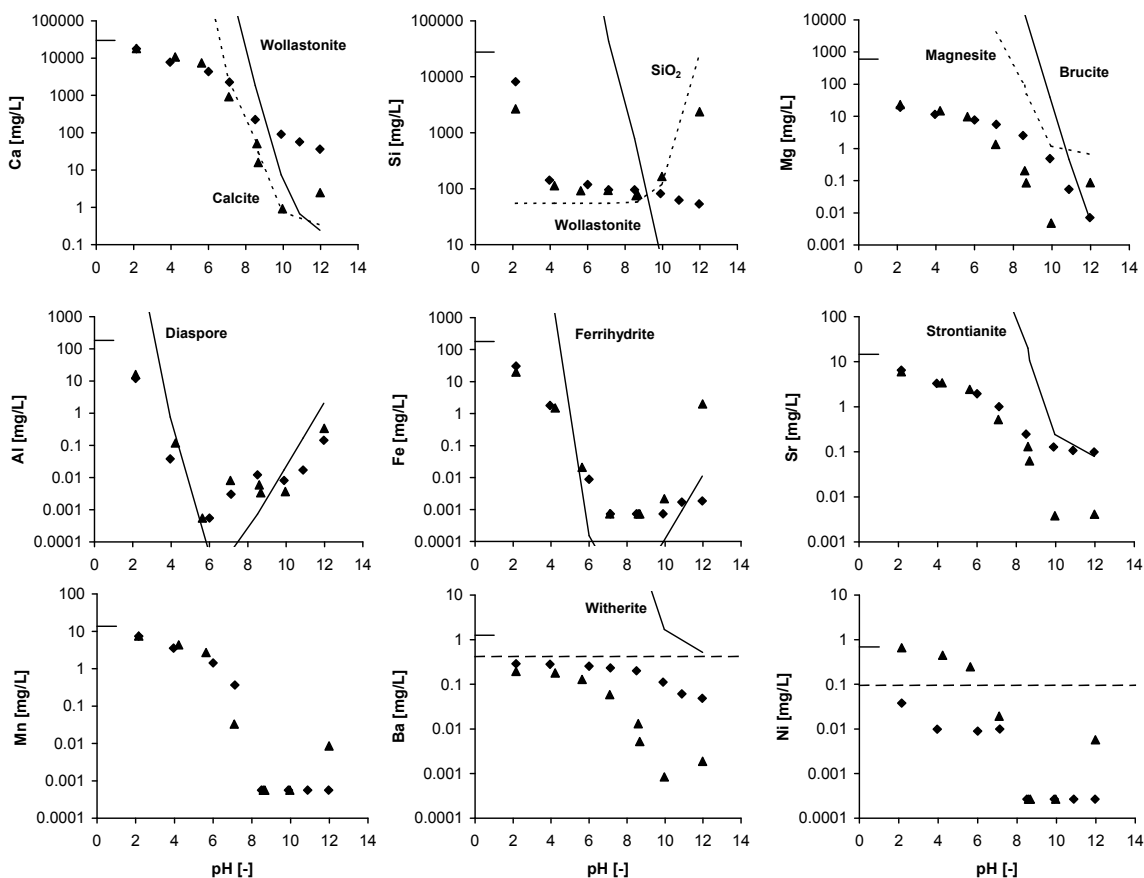 100000
10000
1000
100
10
1
0.1
Ca [mg/L]
Wollastonite
Calcite
0 2 4 6 8 10 12 14
100000
10000
1000
100
10
Si [mg/L]
SiO₂
Wollastonite
0 2 4 6 8 10 12 14
10000
1000
100
10
1
0.1
0.01
0.001
Mg [mg/L]
Magnesite
Brucite
0 2 4 6 8 10 12 14
1000
100
10
1
0.1
0.01
0.001
0.0001
Al [mg/L]
Diaspore
0 2 4 6 8 10 12 14
1000
100
10
1
0.1
0.01
0.001
0.0001
Fe [mg/L]
Ferrihydrite
0 2 4 6 8 10 12 14
100
10
1
0.1
0.01
0.001
Sr [mg/L]
Strontianite
0 2 4 6 8 10 12 14
100
10
1
0.1
0.01
0.001
0.0001
Mn [mg/L]
0 2 4 6 8 10 12 14
pH [-]
10
1
0.1
0.01
0.001
0.0001
Ba [mg/L]
Witherite
0 2 4 6 8 10 12 14
pH [-]
10
1
0.1
0.01
0.001
0.0001
Ni [mg/L]
0 2 4 6 8 10 12 14
pH [-]